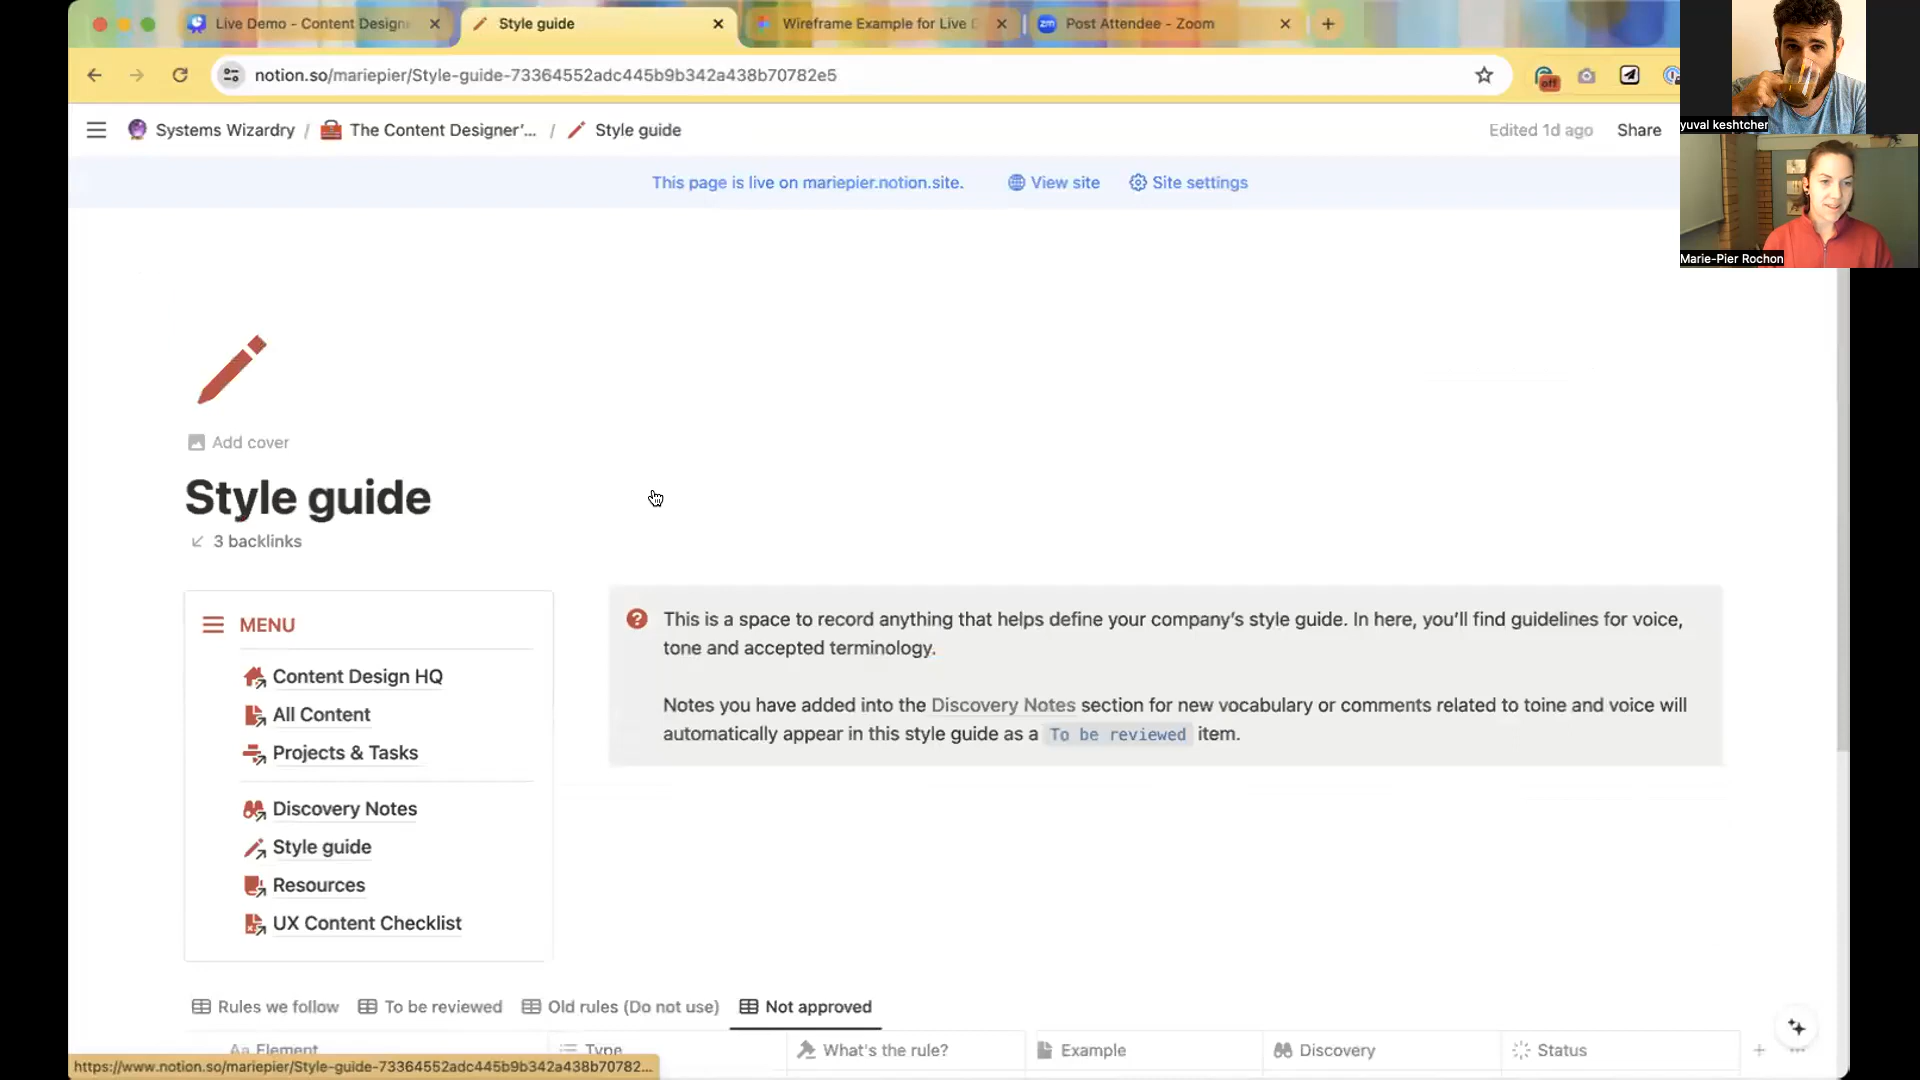 Live Demo - Content Design
Style guide
Wireframe Example for Live D
Post Attendee - Zoom
notion.so/mariepier/Style-guide-73364552adc445b9b342a438b70782e5
off
yuval keshtcher
Marie-Pier Rochon
Systems Wizardry / The Content Designer'... / Style guide
Edited 1d ago Share
This page is live on mariepier.notion.site. View site Site settings
Add cover
Style guide
3 backlinks
MENU
Content Design HQ
All Content
Projects & Tasks
Discovery Notes
Style guide
Resources
UX Content Checklist
This is a space to record anything that helps define your company's style guide. In here, you'll find guidelines for voice,
tone and accepted terminology.
Notes you have added into the Discovery Notes section for new vocabulary or comments related to toine and voice will
automatically appear in this style guide as a To be reviewed item.
Rules we follow To be reviewed Old rules (Do not use) Not approved
Aa Element Type What's the rule? Example Discovery Status
https://www.notion.so/mariepier/Style-guide-73364552adc445b9b342a438b70782...